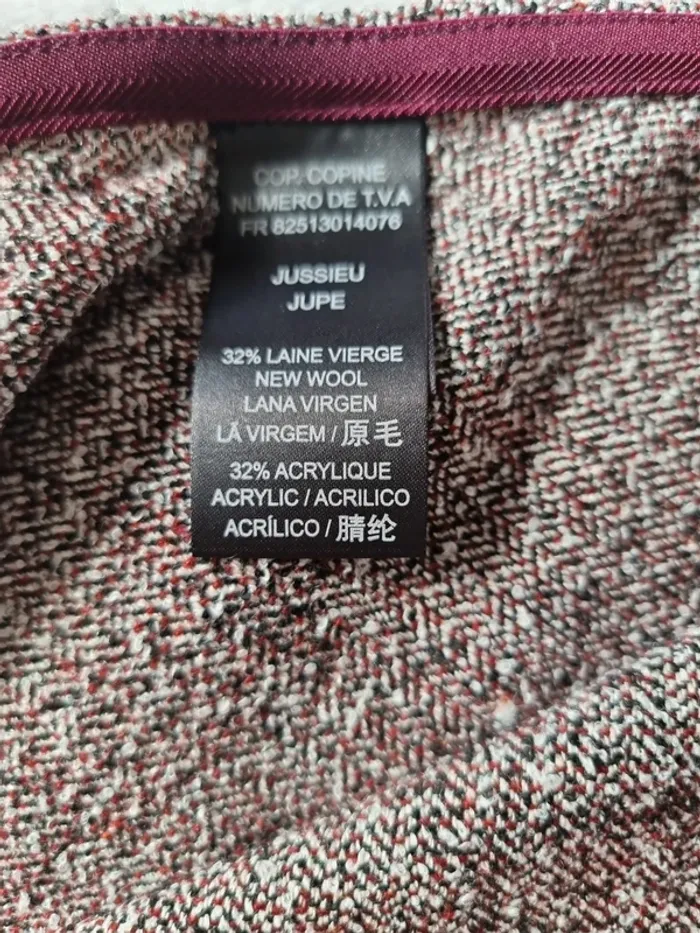 COP. COPINE
NUMERO DE T.V.A
FR 82513014076
JUSSIEU
JUPE
32% LAINE VIERGE
NEW WOOL
LANA VIRGEN
LÃ VIRGEM / 原毛
32% ACRYLIQUE
ACRYLIC / ACRILICO
ACRÍLICO / 腈纶